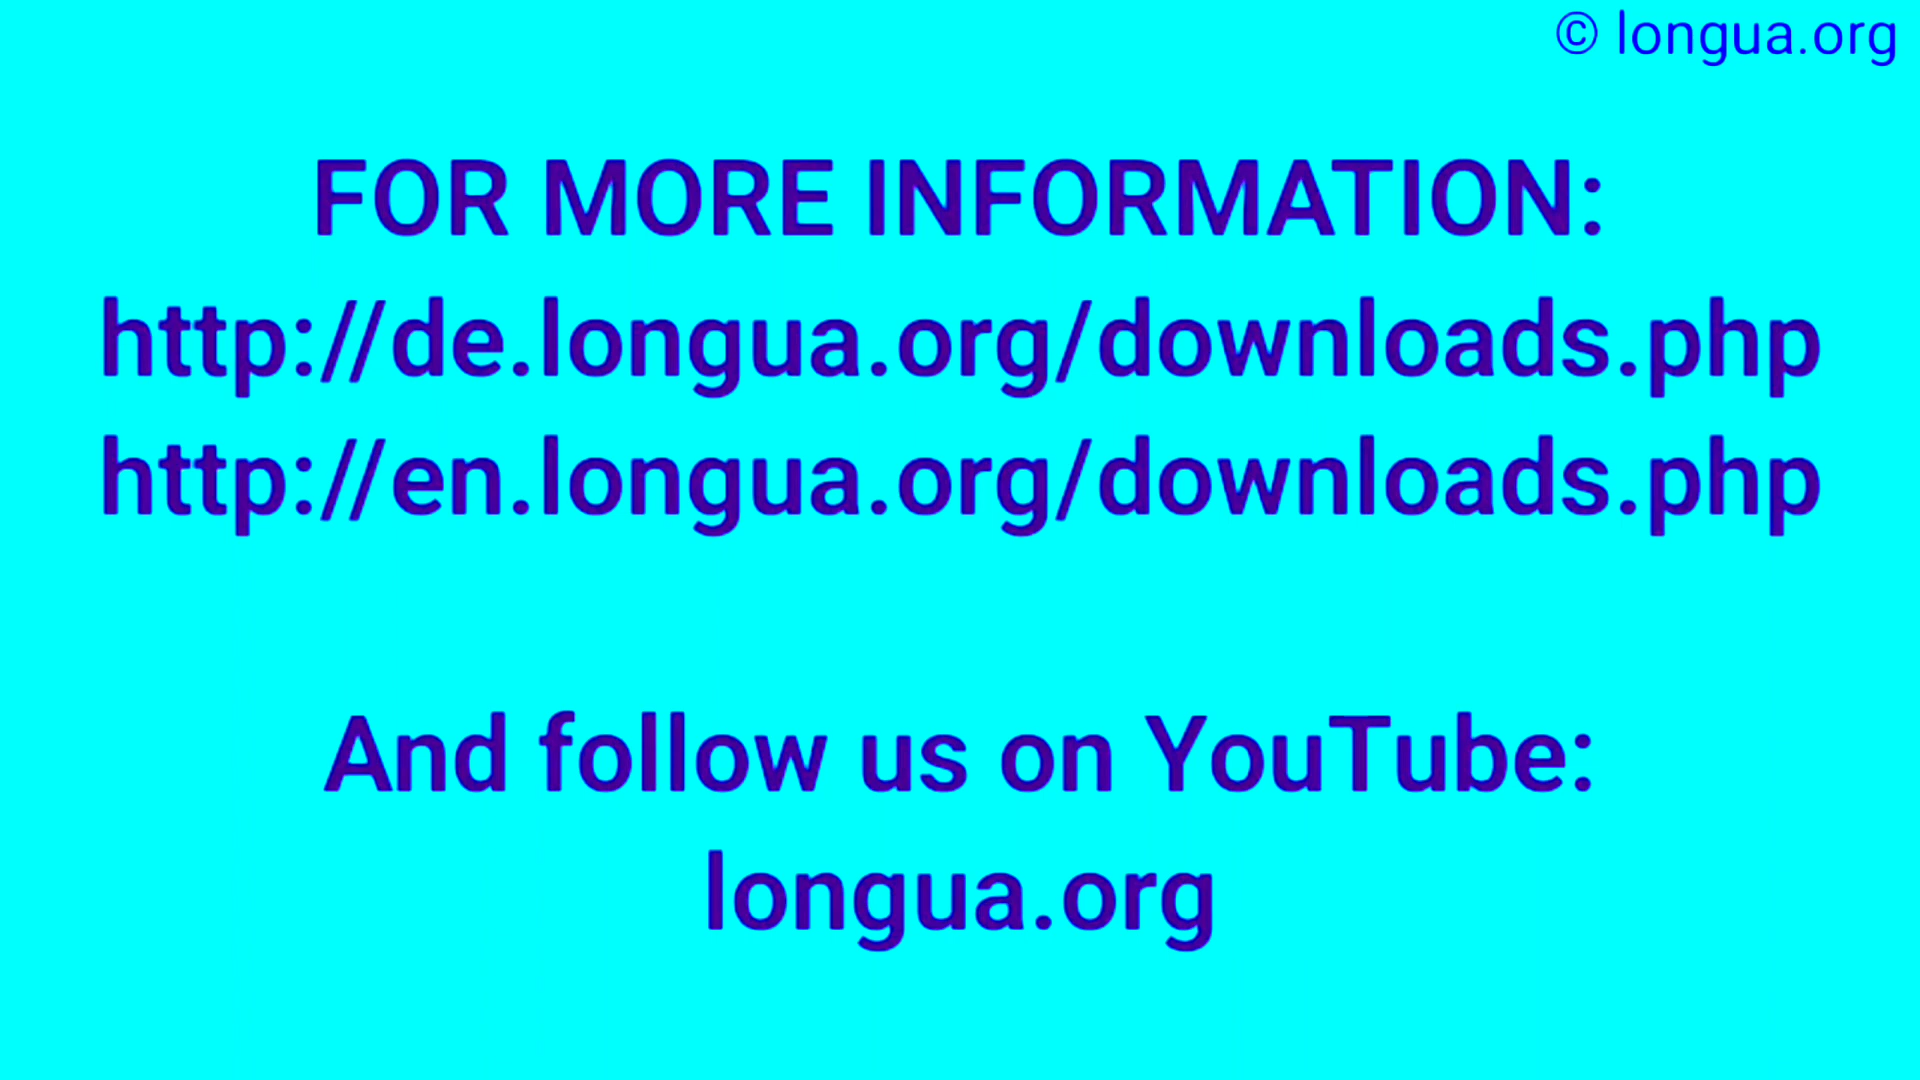 © longua.org
FOR MORE INFORMATION:
http://de.longua.org/downloads.php
http://en.longua.org/downloads.php
And follow us on YouTube:
longua.org